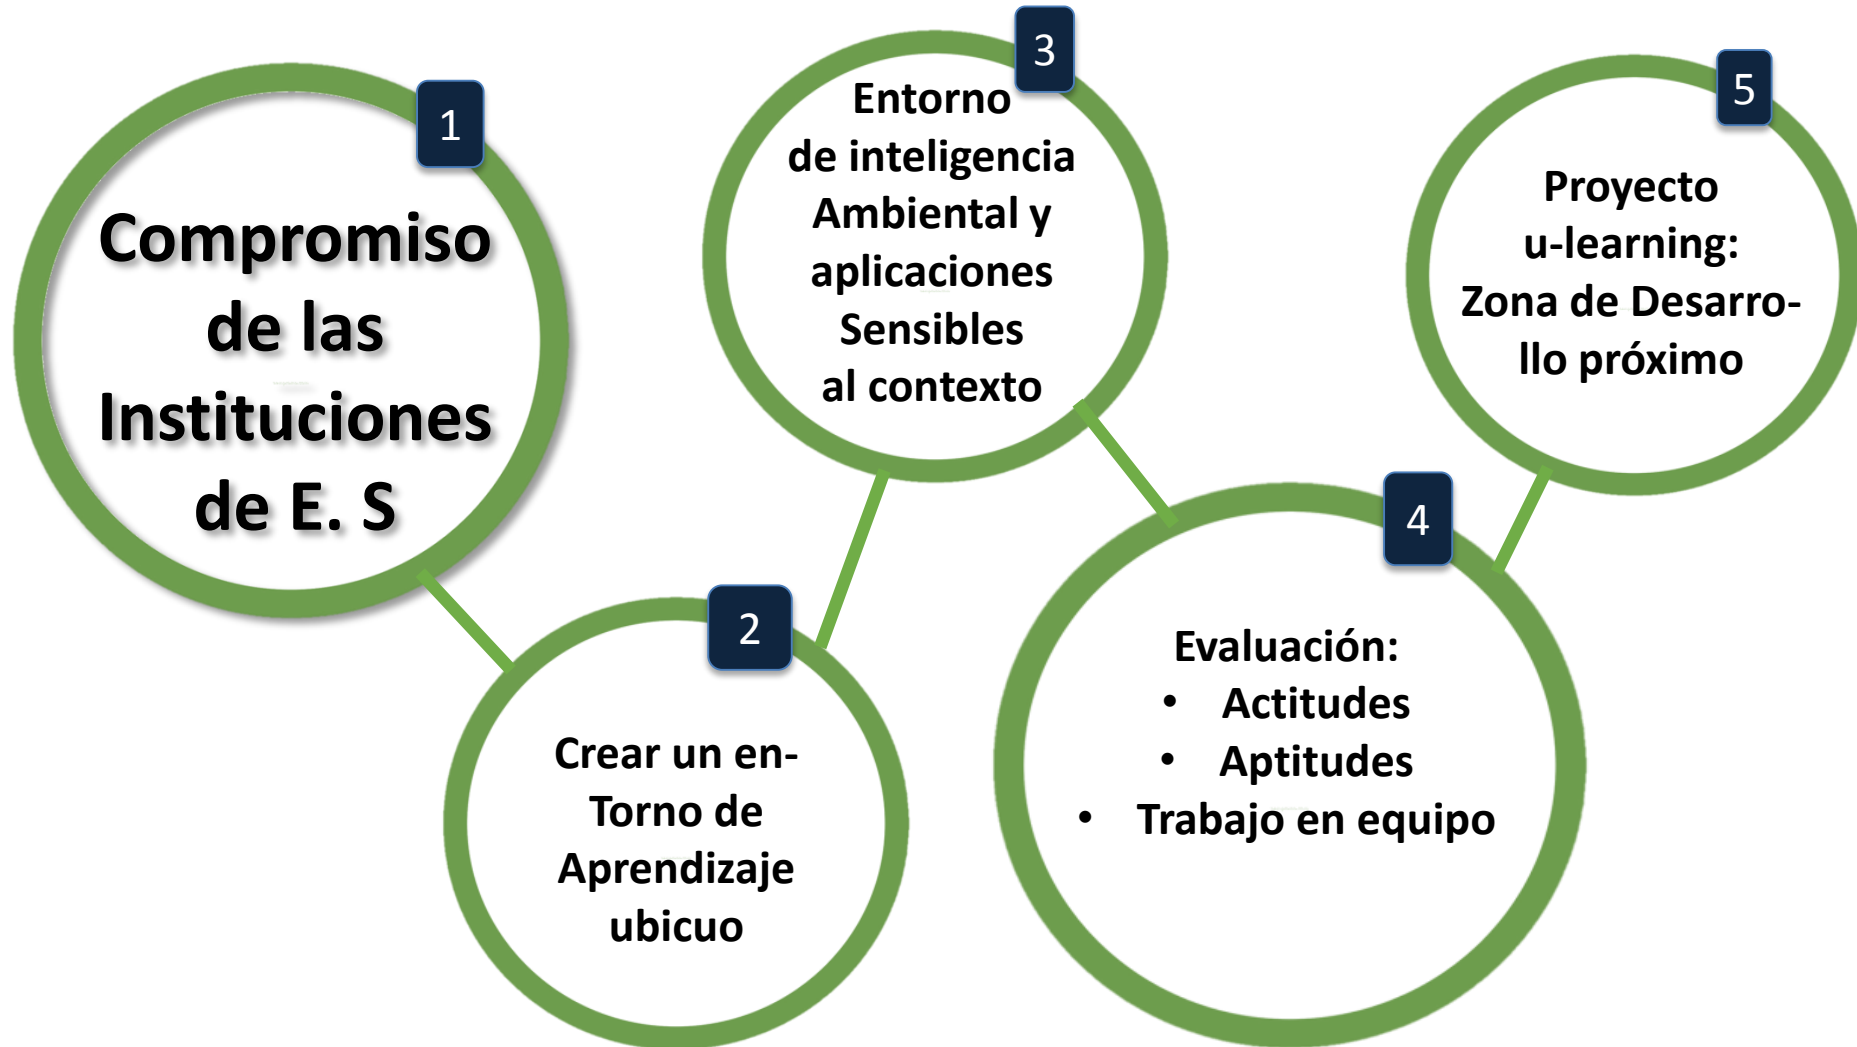 1
Compromiso
de las
Instituciones
de E. S
2
Crear un en-
Torno de
Aprendizaje
ubicuo
3
Entorno
de inteligencia
Ambiental y
aplicaciones
Sensibles
al contexto
4
Evaluación:
• Actitudes
• Aptitudes
• Trabajo en equipo
5
Proyecto
u-learning:
Zona de Desarro-
llo próximo